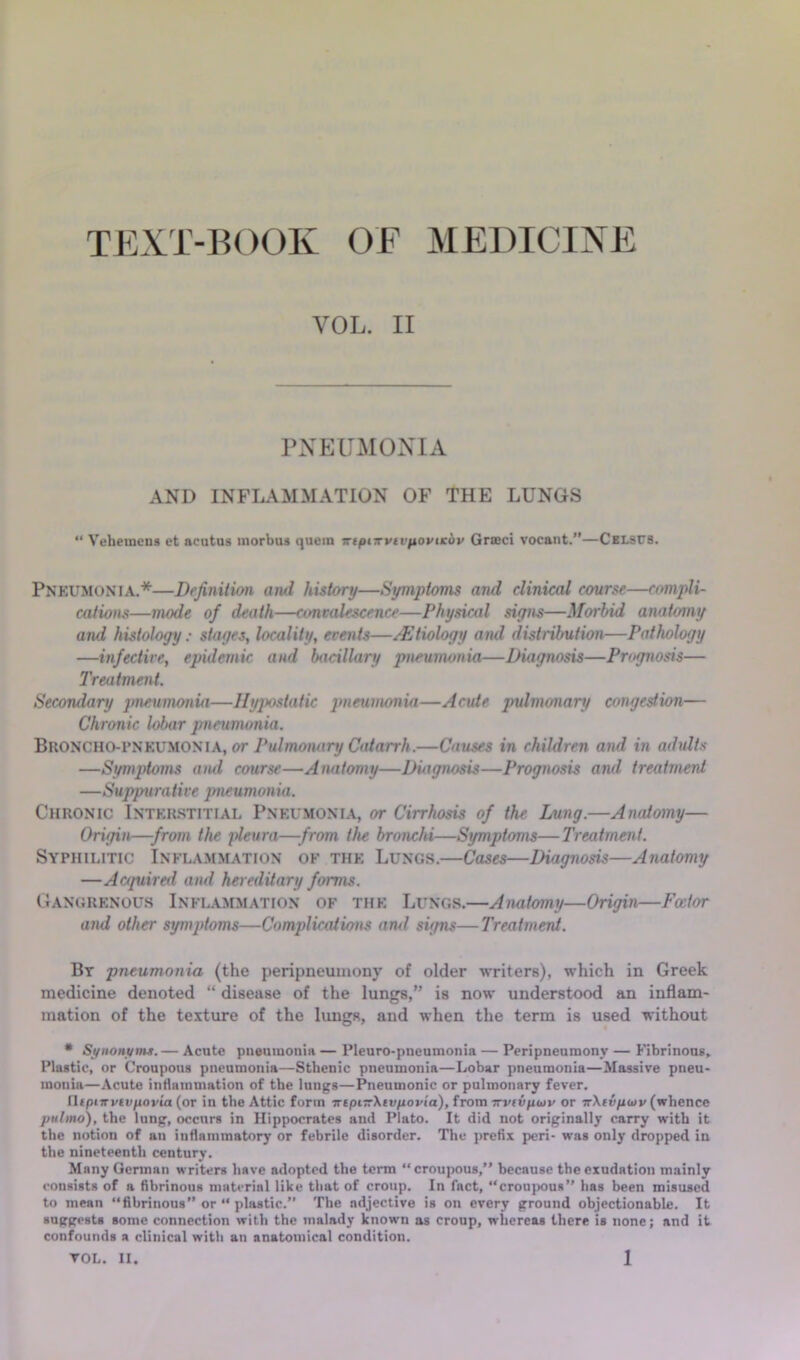 TEXT-BOOK OF MEDICINE
VOL. II
PNEUMONIA
AND INFLAMMATION OF THE LUNGS
“ Vehemens et acutus morbus quem περιπνευμονικὸν Græci vocant.”—CELSUS.
PNEUMONIA.*—Definition and history—Symptoms and clinical course—compli-
cations—mode of death—convalescence—Physical signs—Morbid anatomy
and histology: stages, locality, events—Ætiology and distribution—Pathology
—infective, epidemic and bacillary pneumonia—Diagnosis—Prognosis—
Treatment.
Secondary pneumonia—Hypostatic pneumonia—Acute pulmonary congestion—
Chronic lobar pneumonia.
BRONCHO-PNEUMONIA, or Pulmonary Catarrh.—Causes in children and in adults
—Symptoms and course—Anatomy—Diagnosis—Prognosis and treatment
—Suppurative pneumonia.
CHRONIC INTERSTITIAL PNEUMONIA, or Cirrhosis of the Lung.—Anatomy—
Origin—from the pleura—from the bronchi—Symptoms—Treatment.
SYPHILITIC INFLAMMATION OF THE LUNGS.—Cases—Diagnosis—Anatomy
—Acquired and hereditary forms.
GANGRENOUS INFLAMMATION OF THE LUNGS.—Anatomy—Origin—Fœtor
and other symptoms—Complications and signs—Treatment.
BY pneumonia (the peripneumony of older writers), which in Greek
medicine denoted “ disease of the lungs,” is now understood an inflam-
mation of the texture of the lungs, and when the term is used without
* Synonyms.— Acute pneumonia — Pleuro-pneumonia — Peripneumony — Fibrinous,
Plastic, or Croupous pneumonia—Sthenic pneumonia—Lobar pneumonia—Massive pneu-
monia—Acute inflammation of the lungs—Pneumonic or pulmonary fever.
Περιπνευμονία (or in the Attic form περιπλευμονία), from πνεύμων or πλεύμων (whence
pulmo), the lung, occurs in Hippocrates and Plato. It did not originally carry with it
the notion of an inflammatory or febrile disorder. The prefix peri- was only dropped in
the nineteenth century.
Many German writers have adopted the term “croupous,” because the exudation mainly
consists of a fibrinous material like that of croup. In fact, “croupous” has been misused
to mean “fibrinous” or “ plastic.” The adjective is on every ground objectionable. It
suggests some connection with the malady known as croup, whereas there is none; and it
confounds a clinical with an anatomical condition.
VOL. II. 1